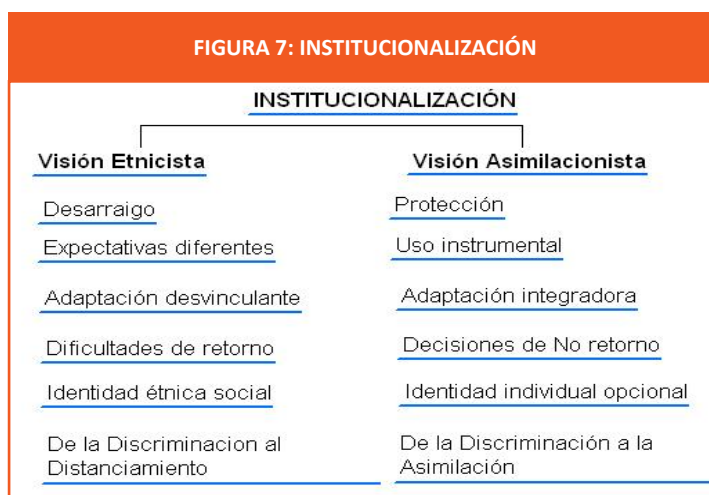 FIGURA 7: INSTITUCIONALIZACIÓN
INSTITUCIONALIZACIÓN
Visión Etnicista
Desarraigo
Expectativas diferentes
Adaptación desvinculante
Dificultades de retorno
Identidad étnica social
De la Discriminacion al
Distanciamiento
Visión Asimilacionista
Protección
Uso instrumental
Adaptación integradora
Decisiones de No retorno
Identidad individual opcional
De la Discriminación a la
Asimilación